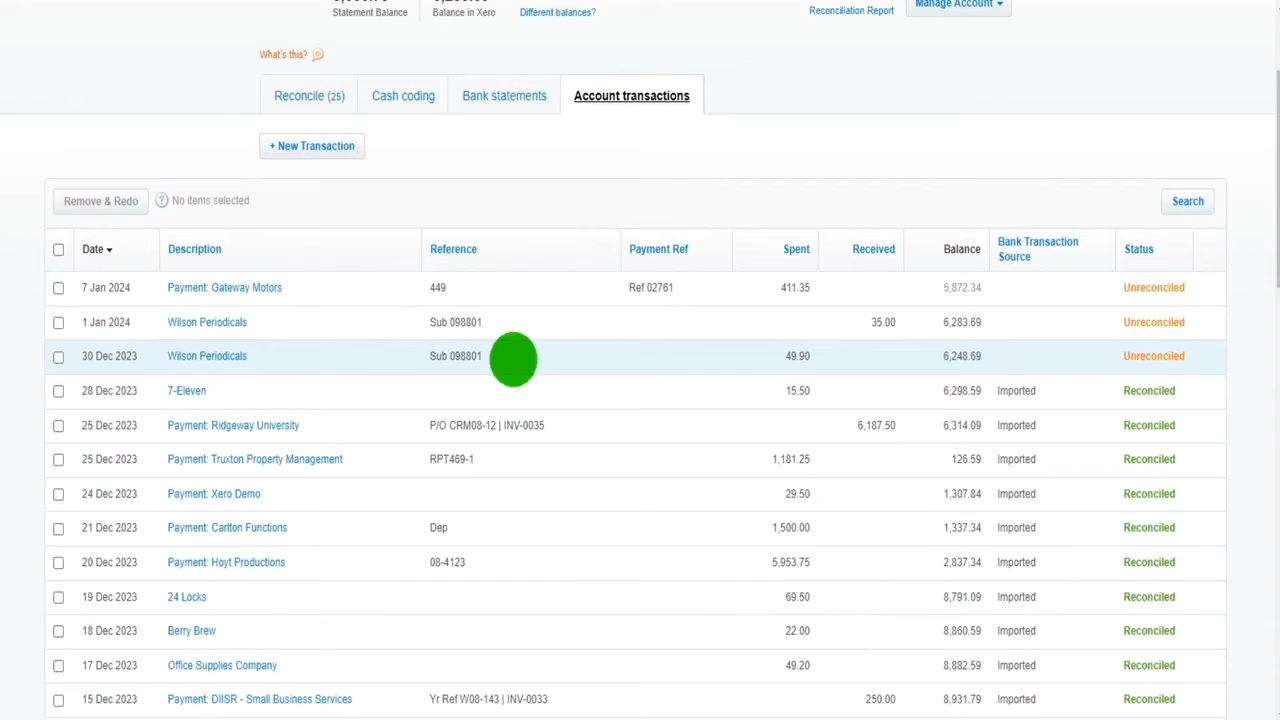 Statement Balance Balance in Xero Different balances? Reconciliation Report Manage Account
What's this?
Reconcile (25) Cash coding Bank statements Account transactions
+ New Transaction
Remove & Redo ? No items selected Search
Date Description Reference Payment Ref Spent Received Balance Bank Transaction Source Status
7 Jan 2024 Payment: Gateway Motors 449 Ref 02761 411.35 5,872.34 Unreconciled
1 Jan 2024 Wilson Periodicals Sub 098801 35.00 6,283.69 Unreconciled
30 Dec 2023 Wilson Periodicals Sub 098801 49.90 6,248.69 Unreconciled
28 Dec 2023 7-Eleven 15.50 6,298.59 Imported Reconciled
25 Dec 2023 Payment: Ridgeway University P/O CRM08-12 | INV-0035 6,187.50 6,314.09 Imported Reconciled
25 Dec 2023 Payment: Truxton Property Management RPT469-1 1,181.25 126.59 Imported Reconciled
24 Dec 2023 Payment: Xero Demo 29.50 1,307.84 Imported Reconciled
21 Dec 2023 Payment: Carlton Functions Dep 1,500.00 1,337.34 Imported Reconciled
20 Dec 2023 Payment: Hoyt Productions 08-4123 5,953.75 2,837.34 Imported Reconciled
19 Dec 2023 24 Locks 69.50 8,791.09 Imported Reconciled
18 Dec 2023 Berry Brew 22.00 8,860.59 Imported Reconciled
17 Dec 2023 Office Supplies Company 49.20 8,882.59 Imported Reconciled
15 Dec 2023 Payment: DIISR - Small Business Services Yr Ref W08-143 | INV-0033 250.00 8,931.79 Imported Reconciled